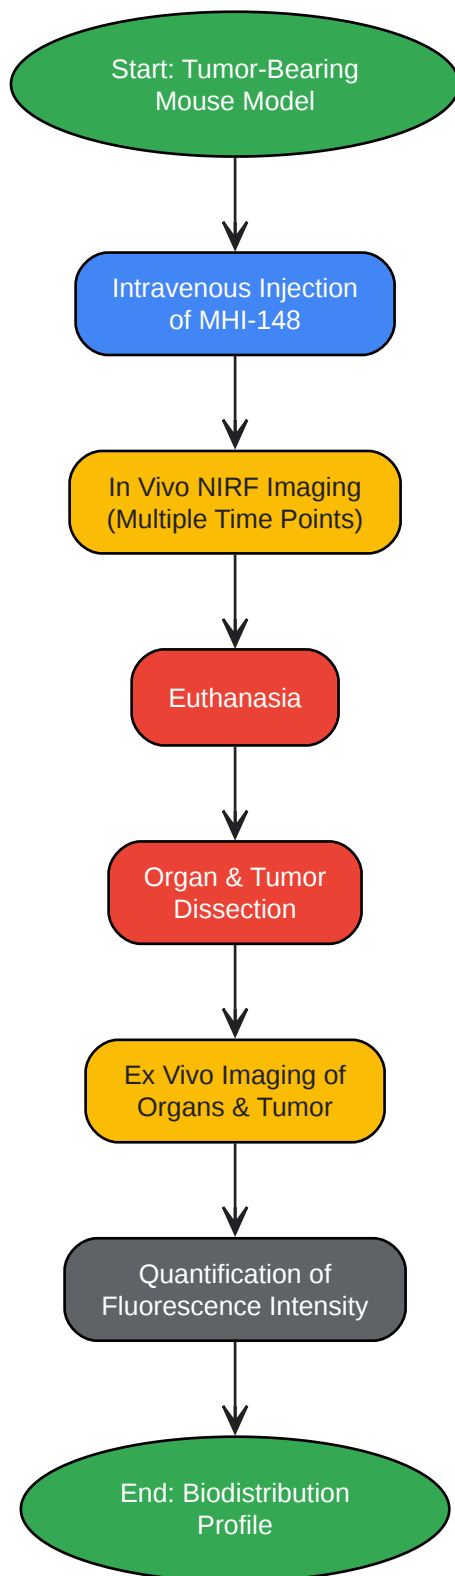 Start: Tumor-Bearing
Mouse Model
Intravenous Injection
of MHI-148
In Vivo NIRF Imaging
(Multiple Time Points)
Euthanasia
Organ & Tumor
Dissection
Ex Vivo Imaging of
Organs & Tumor
Quantification of
Fluorescence Intensity
End: Biodistribution
Profile